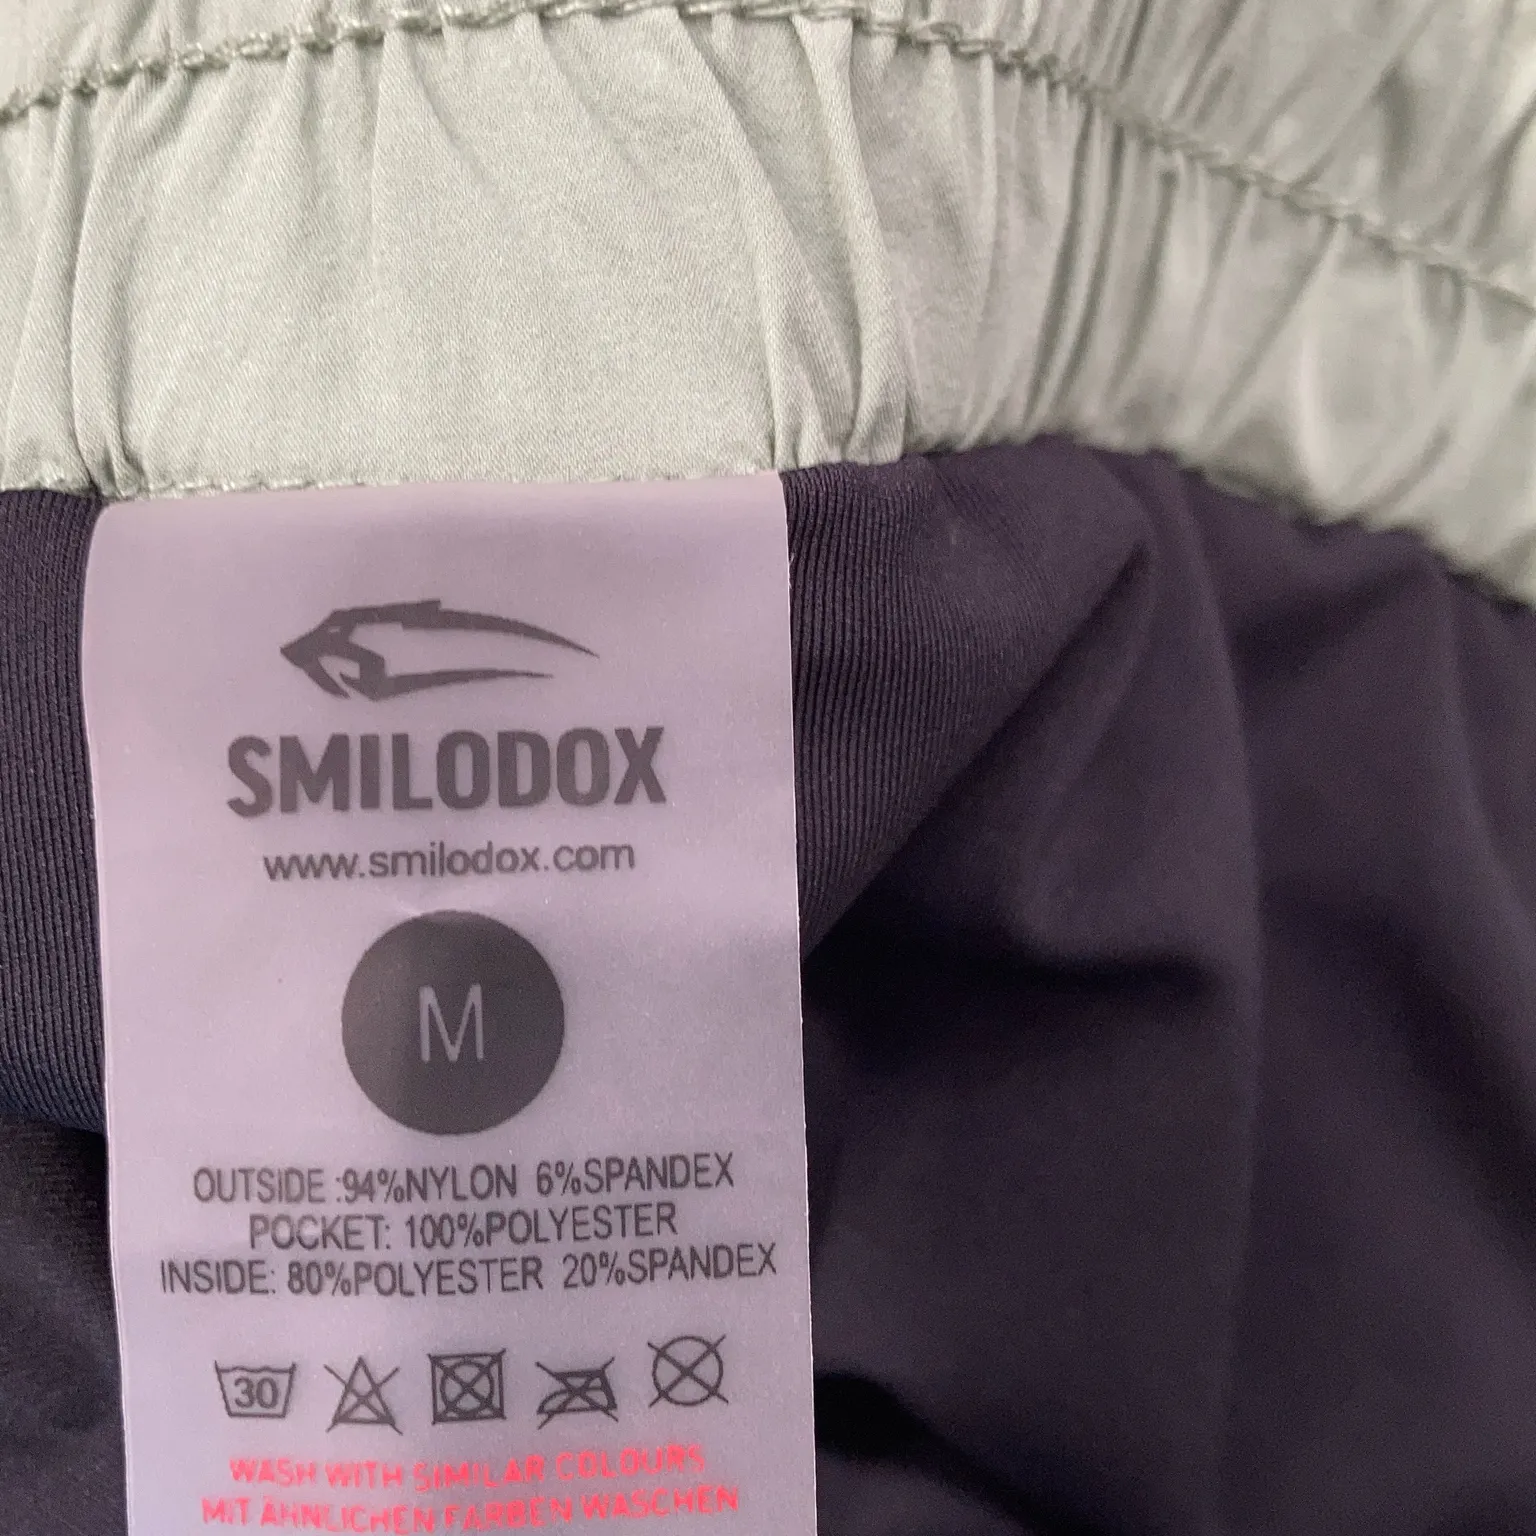 SMILODOX
www.smilodox.com
M
OUTSIDE :94%NYLON 6%SPANDEX
POCKET: 100%POLYESTER
INSIDE: 80%POLYESTER 20%SPANDEX
30
WASH WITH SIMILAR COLOURS
MIT ÄHNLICHEN FARBEN WASCHEN